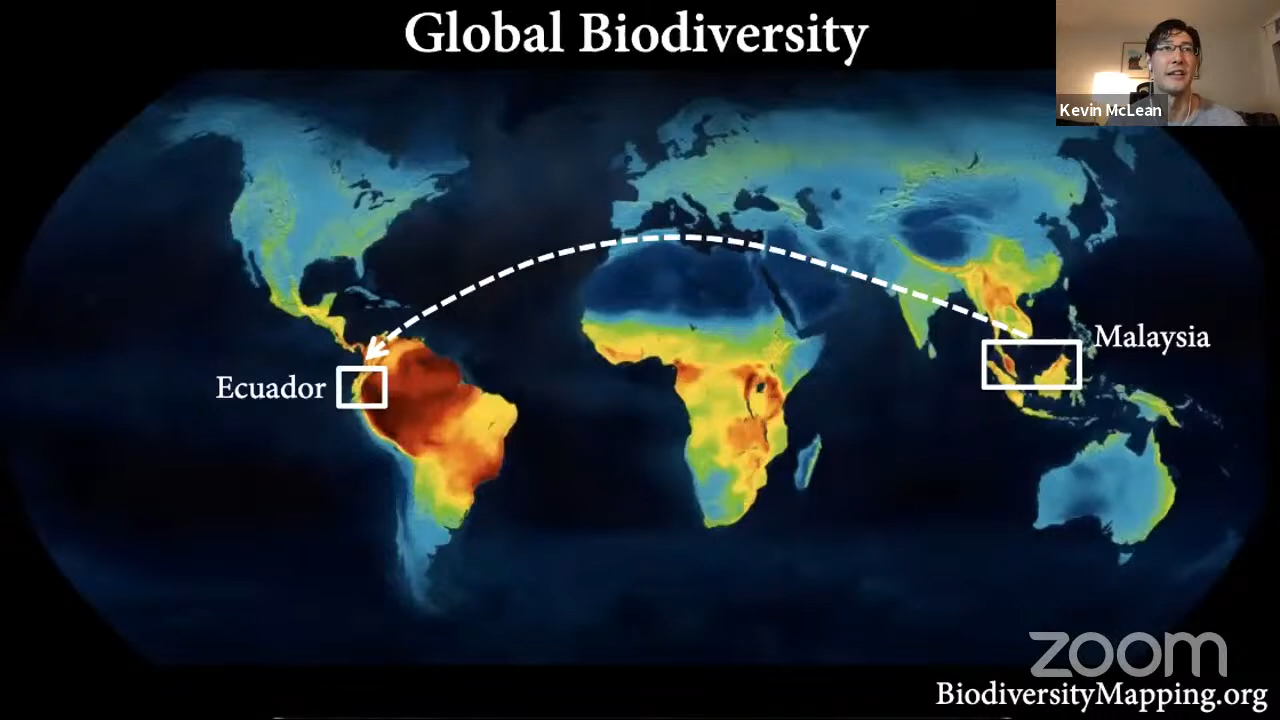 Global Biodiversity
Kevin McLean
Malaysia
Ecuador
zoom
BiodiversityMapping.org